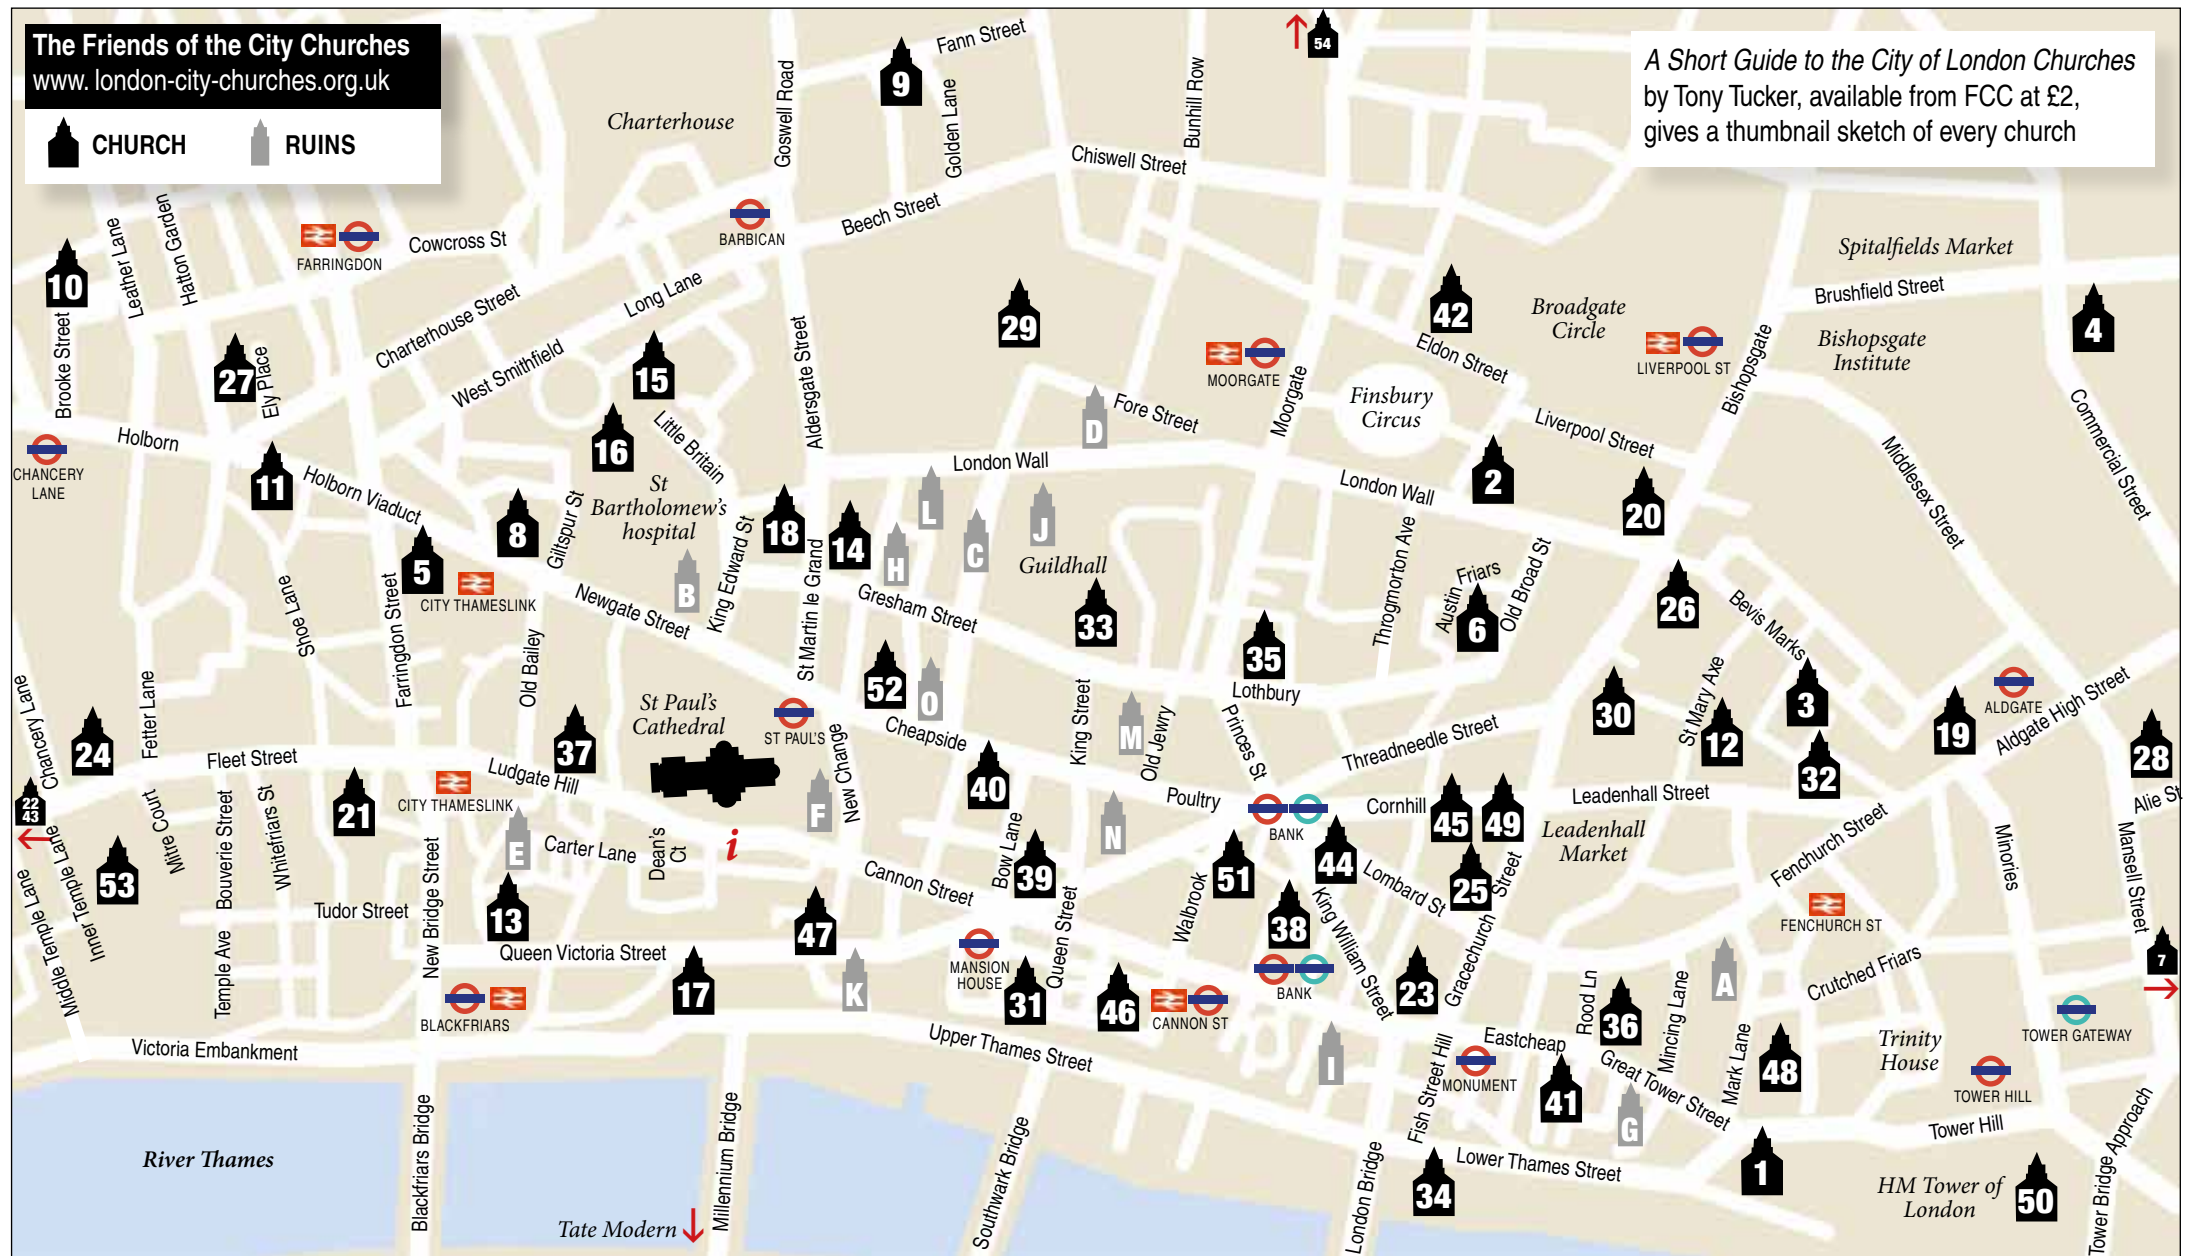 The Friends of the City Churches
www. london-city-churches.org.uk
CHURCH
RUINS
A Short Guide to the City of London Churches
by Tony Tucker, available from FCC at £2,
gives a thumbnail sketch of every church
54
9
Fann Street
Golden Lane
Goswell Road
Bunhill Row
Charterhouse
Chiswell Street
Beech Street
BARBICAN
Leather Lane
Hatton Garden
FARRINGDON
Cowcross St
10
Brooke Street
27
Ely Place
Charterhouse Street
Long Lane
West Smithfield
15
16
Little Britain
Aldersgate Street
29
42
Broadgate
Circle
Eldon Street
LIVERPOOL ST
Bishopsgate
Spitalfields Market
Brushfield Street
Bishopsgate
Institute
4
Commercial Street
Middlesex Street
MOORGATE
Moorgate
Finsbury
Circus
D
Fore Street
Liverpool Street
Holborn
CHANCERY
LANE
11
Holborn Viaduct
5
8
Giltspur St
St
Bartholomew's
hospital
B
King Edward St
18
14
St Martin le Grand
L
H
C
J
London Wall
Guildhall
33
London Wall
2
20
26
Throgmorton Ave
Austin Friars
6
Old Broad St
Bevis Marks
CITY THAMESLINK
Newgate Street
Gresham Street
Shoe Lane
Farringdon Street
Old Bailey
52
O
35
Lothbury
King Street
M
Old Jewry
Princes St
30
St Mary Axe
12
3
32
19
ALDGATE
Aldgate High Street
28
Alie St
Chancery Lane
24
Fetter Lane
Fleet Street
37
Ludgate Hill
St Paul's
Cathedral
ST PAUL'S
New Change
Cheapside
40
Threadneedle Street
Poultry
BANK
Cornhill
45
49
Leadenhall Street
Leadenhall
Market
22
43
Inner Temple Lane
Middle Temple Lane
53
Mitre Court
Bouverie Street
Temple Ave
Whitefriars St
21
CITY THAMESLINK
E
Carter Lane
Dean's
Ct
i
F
Cannon Street
Bow Lane
39
N
51
44
Lombard St
25
Gracechurch Street
Fenchurch Street
Minories
Mansell Street
Tudor Street
New Bridge Street
13
Queen Victoria Street
47
17
K
MANSION
HOUSE
31
Queen Street
46
Walbrook
38
King William Street
BANK
CANNON ST
23
FENCHURCH ST
A
Crutched Friars
7
BLACKFRIARS
Victoria Embankment
Upper Thames Street
I
Fish Street Hill
MONUMENT
Eastcheap
41
Rood Ln
36
Great Tower Street
Mincing Lane
Mark Lane
48
G
Trinity
House
TOWER GATEWAY
TOWER HILL
Tower Hill
Tower Bridge Approach
River Thames
Blackfriars Bridge
Millennium Bridge
Tate Modern
Southwark Bridge
London Bridge
34
Lower Thames Street
1
HM Tower of
London
50